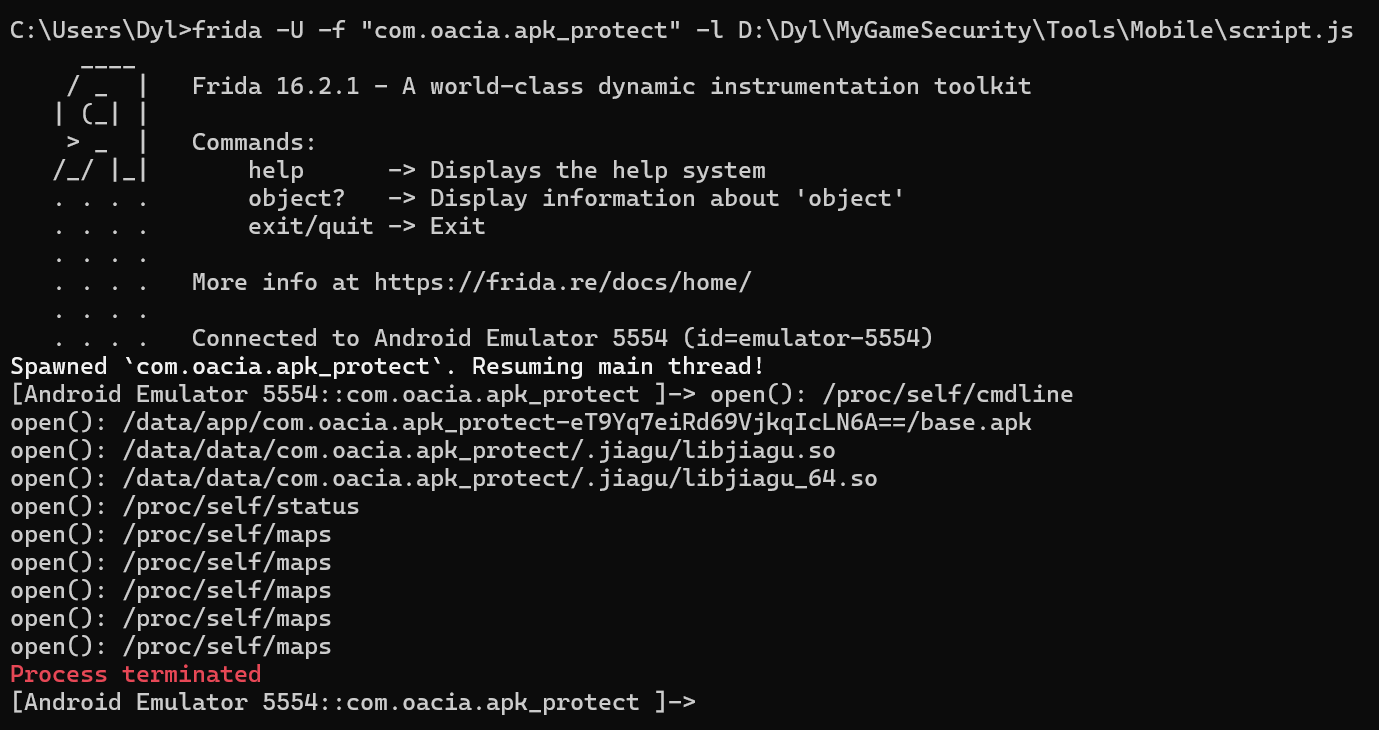 C:\Users\Dyl>frida -U -f "com.oacia.apk_protect" -l D:\Dyl\MyGameSecurity\Tools\Mobile\script.js
     ____
    / _  |   Frida 16.2.1 - A world-class dynamic instrumentation toolkit
   | (_| |
    > _  |   Commands:
   /_/ |_|       help      -> Displays the help system
   . . . .       object?   -> Display information about 'object'
   . . . .       exit/quit -> Exit
   . . . .
   . . . .   More info at https://frida.re/docs/home/
   . . . .
   . . . .   Connected to Android Emulator 5554 (id=emulator-5554)
Spawned `com.oacia.apk_protect`. Resuming main thread!
[Android Emulator 5554::com.oacia.apk_protect ]-> open(): /proc/self/cmdline
open(): /data/app/com.oacia.apk_protect-eT9Yq7eiRd69VjkqIcLN6A==/base.apk
open(): /data/data/com.oacia.apk_protect/.jiagu/libjiagu.so
open(): /data/data/com.oacia.apk_protect/.jiagu/libjiagu_64.so
open(): /proc/self/status
open(): /proc/self/maps
open(): /proc/self/maps
open(): /proc/self/maps
open(): /proc/self/maps
open(): /proc/self/maps
Process terminated
[Android Emulator 5554::com.oacia.apk_protect ]->